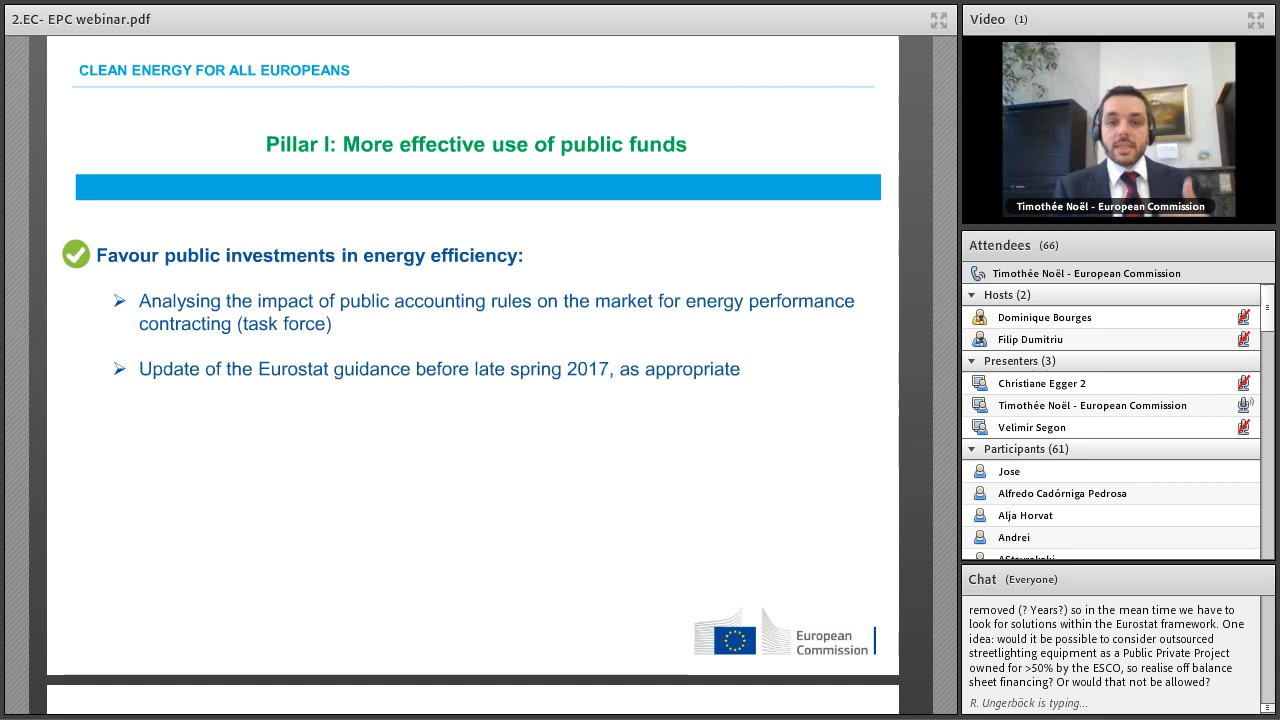 2.EC- EPC webinar.pdf
CLEAN ENERGY FOR ALL EUROPEANS
Pillar I: More effective use of public funds
Favour public investments in energy efficiency:
Analysing the impact of public accounting rules on the market for energy performance
contracting (task force)
Update of the Eurostat guidance before late spring 2017, as appropriate
European
Commission
Video (1)
Timothée Noël - European Commission
Attendees (66)
Timothée Noël - European Commission
Hosts (2)
Dominique Bourges
Filip Dumitriu
Presenters (3)
Christiane Egger 2
Timothée Noël - European Commission
Velimir Segon
Participants (61)
Jose
Alfredo Cadórniga Pedrosa
Alja Horvat
Andrei
Chat (Everyone)
removed (? Years?) so in the mean time we have to
look for solutions within the Eurostat framework. One
idea: would it be possible to consider outsourced
streetlighting equipment as a Public Private Project
owned for >50% by the ESCO, so realise off balance
sheet financing? Or would that not be allowed?
R. Ungerböck is typing...